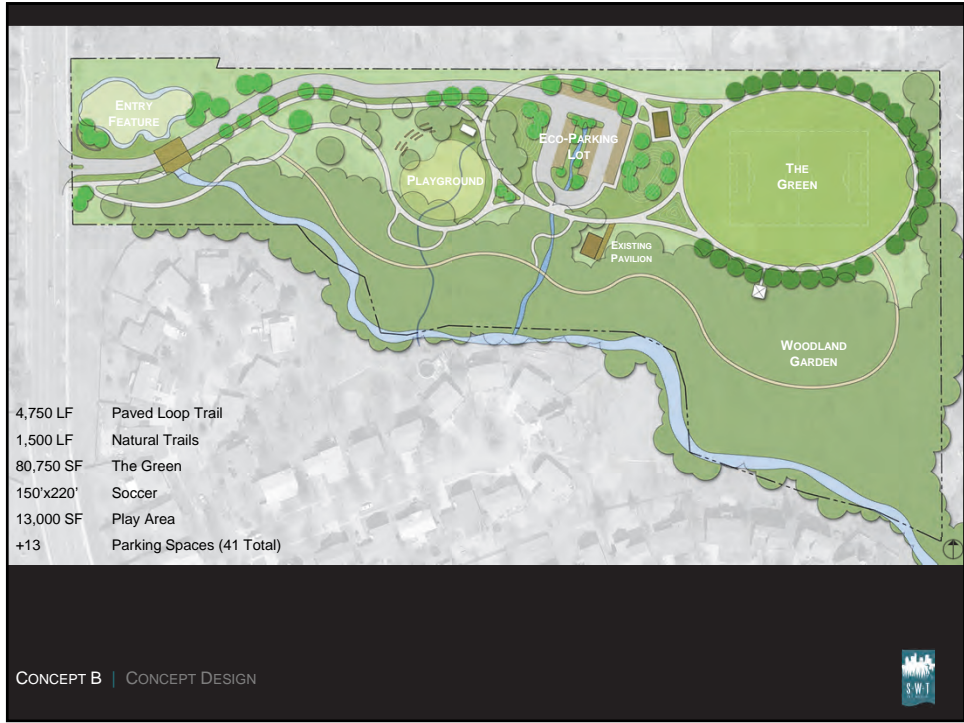 ENTRY
FEATURE
ECO-PARKING
LOT
PLAYGROUND
THE
GREEN
EXISTING
PAVILION
WOODLAND
GARDEN
4,750 LF Paved Loop Trail
1,500 LF Natural Trails
80,750 SF The Green
150'x220' Soccer
13,000 SF Play Area
+13 Parking Spaces (41 Total)
CONCEPT B | CONCEPT DESIGN
S·W·T